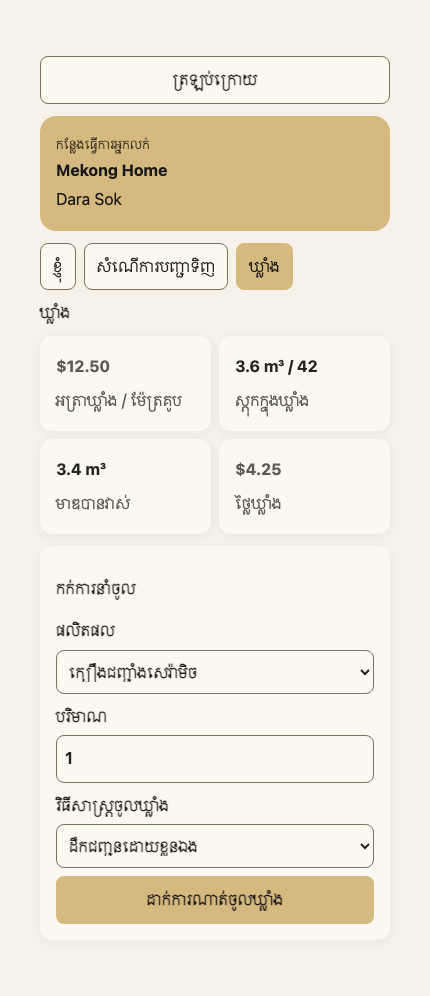 ត្រឡប់ក្រោយ
កន្លែងធ្វើការអ្នកលក់
Mekong Home
Dara Sok
ខ្ញុំ
សំណើការបញ្ជាទិញ
ឃ្លាំង
ឃ្លាំង
$12.50
3.6 m³ / 42
អត្រាឃ្លាំង / ម៉ែត្រគូប
ស្តុកក្នុងឃ្លាំង
3.4 m³
$4.25
មាឌបានវាស់
ថ្លៃឃ្លាំង
កក់ការនាំចូល
ផលិតផល
ក្បឿងជញ្ជាំងសេរ៉ាមិច
បរិមាណ
1
វិធីសាស្ត្រចូលឃ្លាំង
ដឹកជញ្ជូនដោយខ្លួនឯង
ដាក់ការណាត់ចូលឃ្លាំង